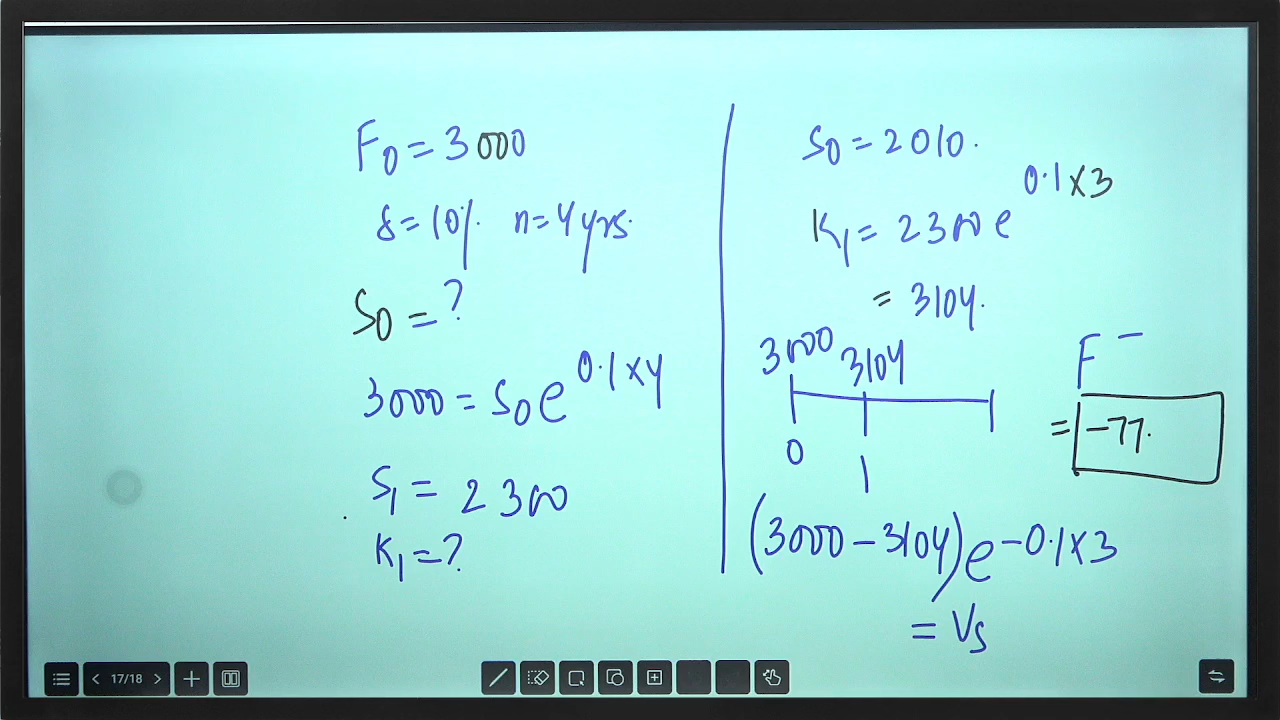 F0 = 3000
δ = 10%. n = 4 yrs.
S0 = ?
3000 = S0 e^0.1×4
S1 = 2300
K1 = ?
S0 = 2010.
K1 = 2300 e^0.1×3
= 3104.
3000 3104
0 1
F –
= -77.
(3000 – 3104) e^–0.1×3
= Vs
17/18